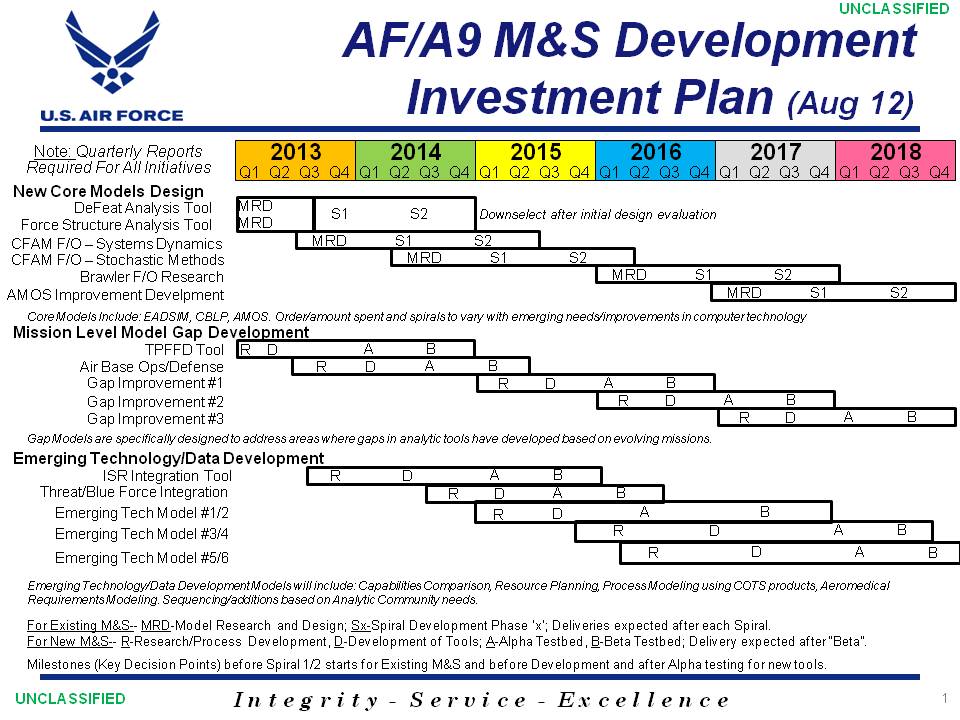 UNCLASSIFIED
U.S. AIR FORCE
AF/A9 M&S Development
Investment Plan (Aug 12)
Note: Quarterly Reports
Required For All Initiatives
2013 2014 2015 2016 2017 2018
Q1 Q2 Q3 Q4 Q1 Q2 Q3 Q4 Q1 Q2 Q3 Q4 Q1 Q2 Q3 Q4 Q1 Q2 Q3 Q4 Q1 Q2 Q3 Q4
New Core Models Design
DeFeat Analysis Tool MRD
S1 S2 Downselect after initial design evaluation
Force Structure Analysis Tool MRD
CFAM F/O – Systems Dynamics MRD S1 S2
CFAM F/O – Stochastic Methods MRD S1 S2
Brawler F/O Research MRD S1 S2
AMOS Improvement Develpment MRD S1 S2
Core Models Include: EADSIM, CBLP, AMOS. Order/amount spent and spirals to vary with emerging needs/improvements in computer technology
Mission Level Model Gap Development
TPFFD Tool R D A B
Air Base Ops/Defense R D A B
Gap Improvement #1 R D A B
Gap Improvement #2 R D A B
Gap Improvement #3 R D A B
Gap Models are specifically designed to address areas where gaps in analytic tools have developed based on evolving missions.
Emerging Technology/Data Development
ISR Integration Tool R D A B
Threat/Blue Force Integration R D A B
Emerging Tech Model #1/2 R D A B
Emerging Tech Model #3/4 R D A B
Emerging Tech Model #5/6 R D A B
Emerging Technology/Data Development Models will include: Capabilities Comparison, Resource Planning, Process Modeling using COTS products, Aeromedical
Requirements Modeling. Sequencing/additions based on Analytic Community needs.
For Existing M&S-- MRD-Model Research and Design; Sx-Spiral Development Phase 'x'; Deliveries expected after each Spiral.
For New M&S-- R-Research/Process Development, D-Development of Tools; A-Alpha Testbed, B-Beta Testbed; Delivery expected after "Beta".
Milestones (Key Decision Points) before Spiral 1/2 starts for Existing M&S and before Development and after Alpha testing for new tools.
UNCLASSIFIED
Integrity - Service - Excellence
1